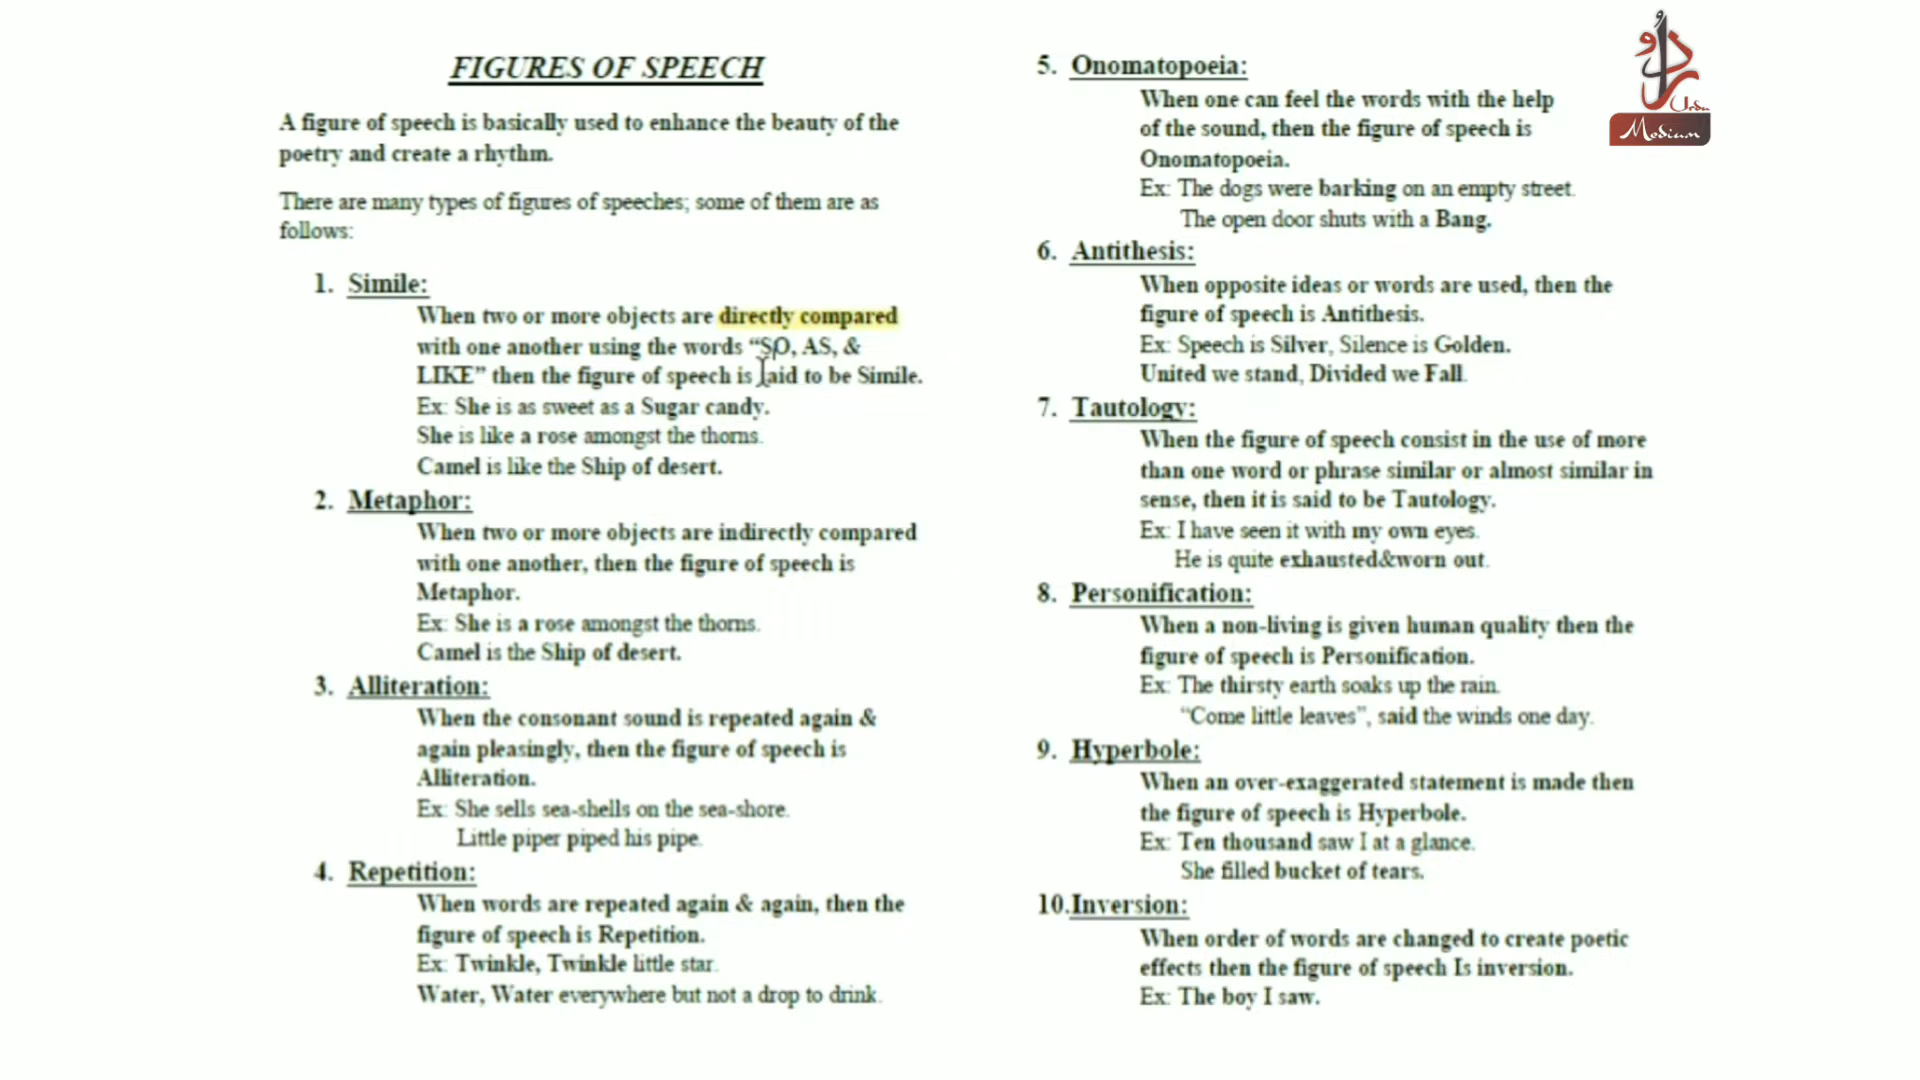 FIGURES OF SPEECH
A figure of speech is basically used to enhance the beauty of the
poetry and create a rhythm.
There are many types of figures of speeches; some of them are as
follows:
1. Simile:
When two or more objects are directly compared
with one another using the words “SO, AS, &
LIKE” then the figure of speech is said to be Simile.
Ex: She is as sweet as a Sugar candy.
She is like a rose amongst the thorns.
Camel is like the Ship of desert.
2. Metaphor:
When two or more objects are indirectly compared
with one another, then the figure of speech is
Metaphor.
Ex: She is a rose amongst the thorns.
Camel is the Ship of desert.
3. Alliteration:
When the consonant sound is repeated again &
again pleasingly, then the figure of speech is
Alliteration.
Ex: She sells sea-shells on the sea-shore.
Little piper piped his pipe.
4. Repetition:
When words are repeated again & again, then the
figure of speech is Repetition.
Ex: Twinkle, Twinkle little star.
Water, Water everywhere but not a drop to drink.
5. Onomatopoeia:
When one can feel the words with the help
of the sound, then the figure of speech is
Onomatopoeia.
Ex: The dogs were barking on an empty street.
The open door shuts with a Bang.
6. Antithesis:
When opposite ideas or words are used, then the
figure of speech is Antithesis.
Ex: Speech is Silver, Silence is Golden.
United we stand, Divided we Fall.
7. Tautology:
When the figure of speech consist in the use of more
than one word or phrase similar or almost similar in
sense, then it is said to be Tautology.
Ex: I have seen it with my own eyes.
He is quite exhausted&worn out.
8. Personification:
When a non-living is given human quality then the
figure of speech is Personification.
Ex: The thirsty earth soaks up the rain.
“Come little leaves”, said the winds one day.
9. Hyperbole:
When an over-exaggerated statement is made then
the figure of speech is Hyperbole.
Ex: Ten thousand saw I at a glance.
She filled bucket of tears.
10.Inversion:
When order of words are changed to create poetic
effects then the figure of speech Is inversion.
Ex: The boy I saw.
اردو
Urdu
Medium